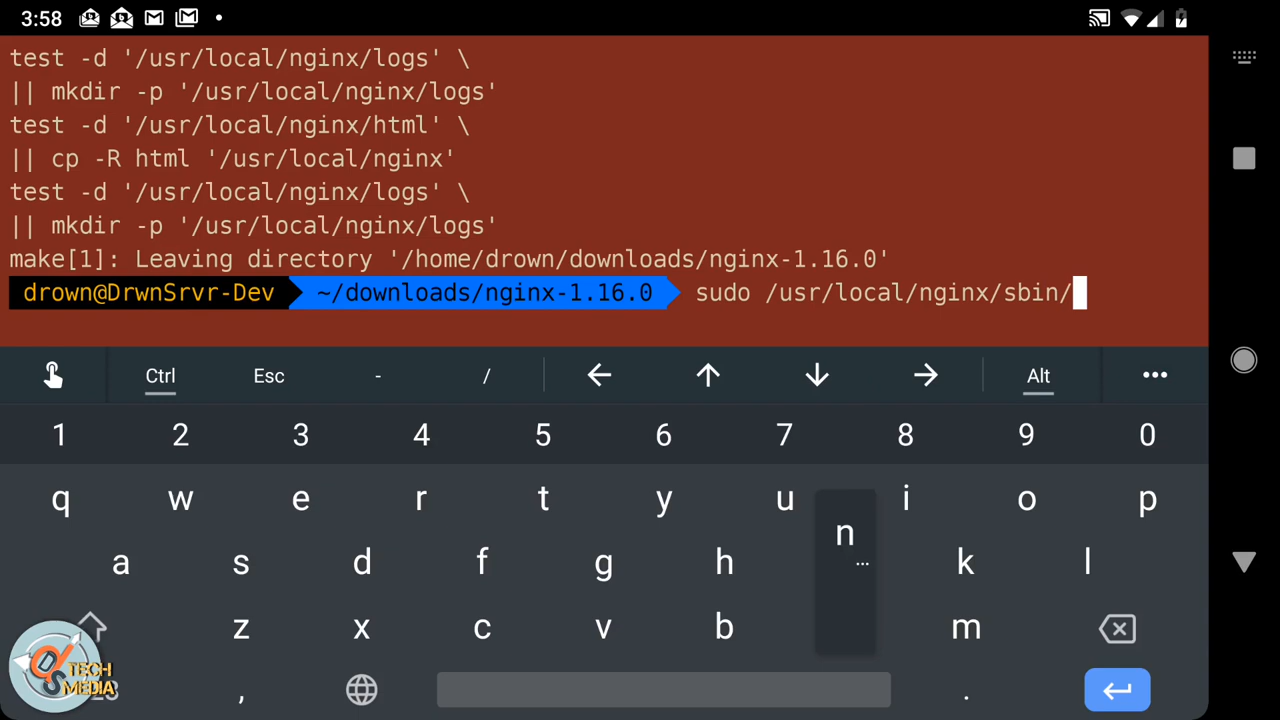 3:58
test -d '/usr/local/nginx/logs' \
|| mkdir -p '/usr/local/nginx/logs'
test -d '/usr/local/nginx/html' \
|| cp -R html '/usr/local/nginx'
test -d '/usr/local/nginx/logs' \
|| mkdir -p '/usr/local/nginx/logs'
make[1]: Leaving directory '/home/drown/downloads/nginx-1.16.0'
drown@DrwnSrvr-Dev ~/downloads/nginx-1.16.0 sudo /usr/local/nginx/sbin/
Ctrl Esc - / ← ↑ ↓ → Alt •••
1 2 3 4 5 6 7 8 9 0
q w e r t y u i o p
a s d f g h n ... k l
z x c v b m
, .
DS TECH
MEDIA